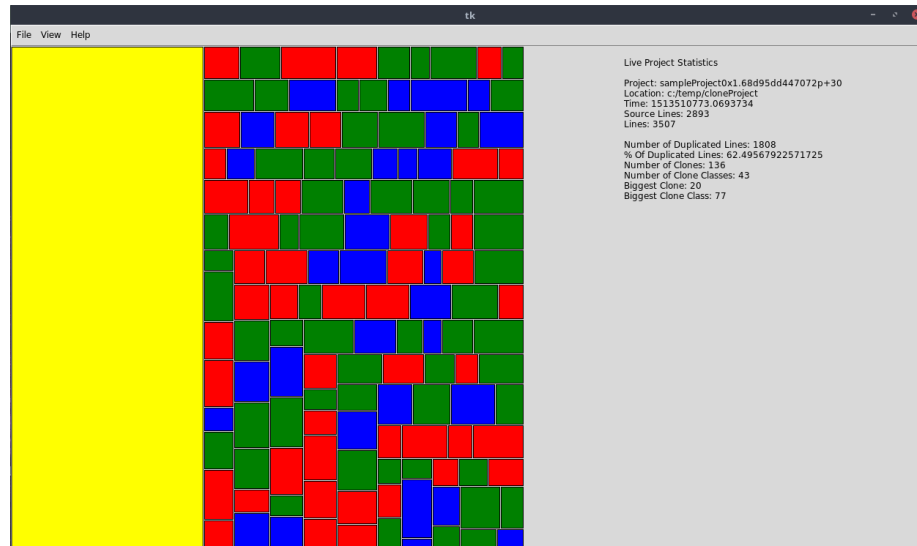 tk
File View Help
Live Project Statistics
Project: sampleProject0x1.68d95dd447072p+30
Location: c:/temp/cloneProject
Time: 1513510773.0693734
Source Lines: 2893
Lines: 3507
Number of Duplicated Lines: 1808
% Of Duplicated Lines: 62.49567922571725
Number of Clones: 136
Number of Clone Classes: 43
Biggest Clone: 20
Biggest Clone Class: 77